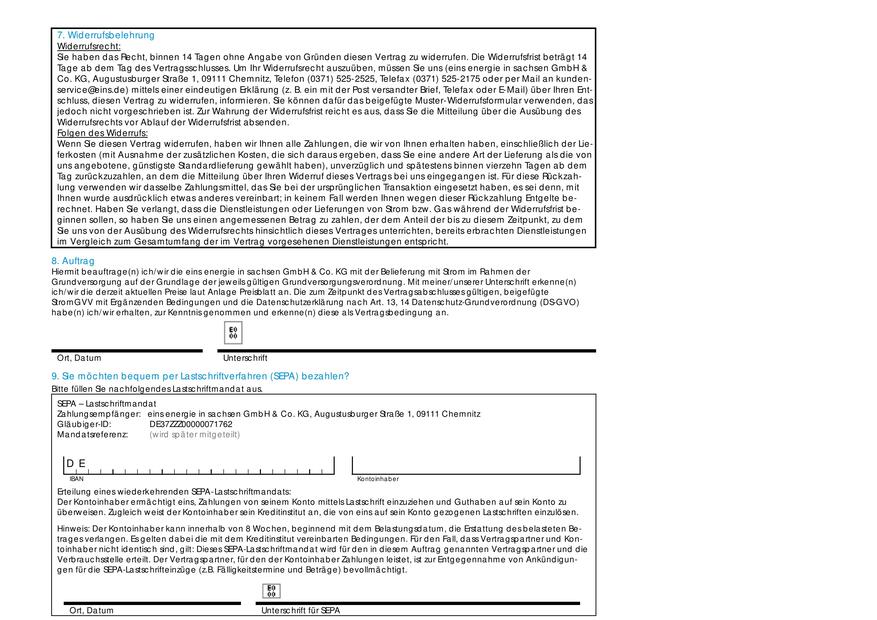 7. Widerrufsbelehrung
Widerrufsrecht:
Sie haben das Recht, binnen 14 Tagen ohne Angabe von Gründen diesen Vertrag zu widerrufen. Die Widerrufsfrist beträgt 14
Tage ab dem Tag des Vertragsschlusses. Um Ihr Widerrufsrecht auszuüben, müssen Sie uns (eins energie in sachsen GmbH &
Co. KG, Augustusburger Straße 1, 09111 Chemnitz, Telefon (0371) 525-2525, Telefax (0371) 525-2175 oder per Mail an kunden-
service@eins.de) mittels einer eindeutigen Erklärung (z. B. ein mit der Post versandter Brief, Telefax oder E-Mail) über Ihren Ent-
schluss, diesen Vertrag zu widerrufen, informieren. Sie können dafür das beigefügte Muster-Widerrufsformular verwenden, das
jedoch nicht vorgeschrieben ist. Zur Wahrung der Widerrufsfrist reicht es aus, dass Sie die Mitteilung über die Ausübung des
Widerrufsrechts vor Ablauf der Widerrufsfrist absenden.
Folgen des Widerrufs:
Wenn Sie diesen Vertrag widerrufen, haben wir Ihnen alle Zahlungen, die wir von Ihnen erhalten haben, einschließlich der Lie-
ferkosten (mit Ausnahme der zusätzlichen Kosten, die sich daraus ergeben, dass Sie eine andere Art der Lieferung als die von
uns angebotene, günstigste Standardlieferung gewählt haben), unverzüglich und spätestens binnen vierzehn Tagen ab dem
Tag zurückzuzahlen, an dem die Mitteilung über Ihren Widerruf dieses Vertrags bei uns eingegangen ist. Für diese Rückzah-
lung verwenden wir dasselbe Zahlungsmittel, das Sie bei der ursprünglichen Transaktion eingesetzt haben, es sei denn, mit
Ihnen wurde ausdrücklich etwas anderes vereinbart; in keinem Fall werden Ihnen wegen dieser Rückzahlung Entgelte be-
rechnet. Haben Sie verlangt, dass die Dienstleistungen oder Lieferungen von Strom bzw. Gas während der Widerrufsfrist be-
ginnen sollen, so haben Sie uns einen angemessenen Betrag zu zahlen, der dem Anteil der bis zu diesem Zeitpunkt, zu dem
Sie uns von der Ausübung des Widerrufsrechts hinsichtlich dieses Vertrages unterrichten, bereits erbrachten Dienstleistungen
im Vergleich zum Gesamtumfang der im Vertrag vorgesehenen Dienstleistungen entspricht.
8. Auftrag
Hiermit beauftrage(n) ich/wir die eins energie in sachsen GmbH & Co. KG mit der Belieferung mit Strom im Rahmen der
Grundversorgung auf der Grundlage der jeweils gültigen Grundversorgungsverordnung. Mit meiner/unserer Unterschrift erkenne(n)
ich/wir die derzeit aktuellen Preise laut Anlage Preisblatt an. Die zum Zeitpunkt des Vertragsabschlusses gültigen, beigefügte
StromGVV mit Ergänzenden Bedingungen und die Datenschutzerklärung nach Art. 13, 14 Datenschutz-Grundverordnung (DS-GVO)
habe(n) ich/wir erhalten, zur Kenntnis genommen und erkenne(n) diese als Vertragsbedingung an.
E0
00
Ort, Datum Unterschrift
9. Sie möchten bequem per Lastschriftverfahren (SEPA) bezahlen?
Bitte füllen Sie nachfolgendes Lastschriftmandat aus.
SEPA – Lastschriftmandat
Zahlungsempfänger: eins energie in sachsen GmbH & Co. KG, Augustusburger Straße 1, 09111 Chemnitz
Gläubiger-ID: DE37ZZZ00000071762
Mandatsreferenz: (wird später mitgeteilt)
D E
IBAN Kontoinhaber
Erteilung eines wiederkehrenden SEPA-Lastschriftmandats:
Der Kontoinhaber ermächtigt eins, Zahlungen von seinem Konto mittels Lastschrift einzuziehen und Guthaben auf sein Konto zu
überweisen. Zugleich weist der Kontoinhaber sein Kreditinstitut an, die von eins auf sein Konto gezogenen Lastschriften einzulösen.
Hinweis: Der Kontoinhaber kann innerhalb von 8 Wochen, beginnend mit dem Belastungsdatum, die Erstattung des belasteten Be-
trages verlangen. Es gelten dabei die mit dem Kreditinstitut vereinbarten Bedingungen. Für den Fall, dass Vertragspartner und Kon-
toinhaber nicht identisch sind, gilt: Dieses SEPA-Lastschriftmandat wird für den in diesem Auftrag genannten Vertragspartner und die
Verbrauchsstelle erteilt. Der Vertragspartner, für den der Kontoinhaber Zahlungen leistet, ist zur Entgegennahme von Ankündigun-
gen für die SEPA-Lastschrifteinzüge (z.B. Fälligkeitstermine und Beträge) bevollmächtigt.
E0
00
Ort, Datum Unterschrift für SEPA